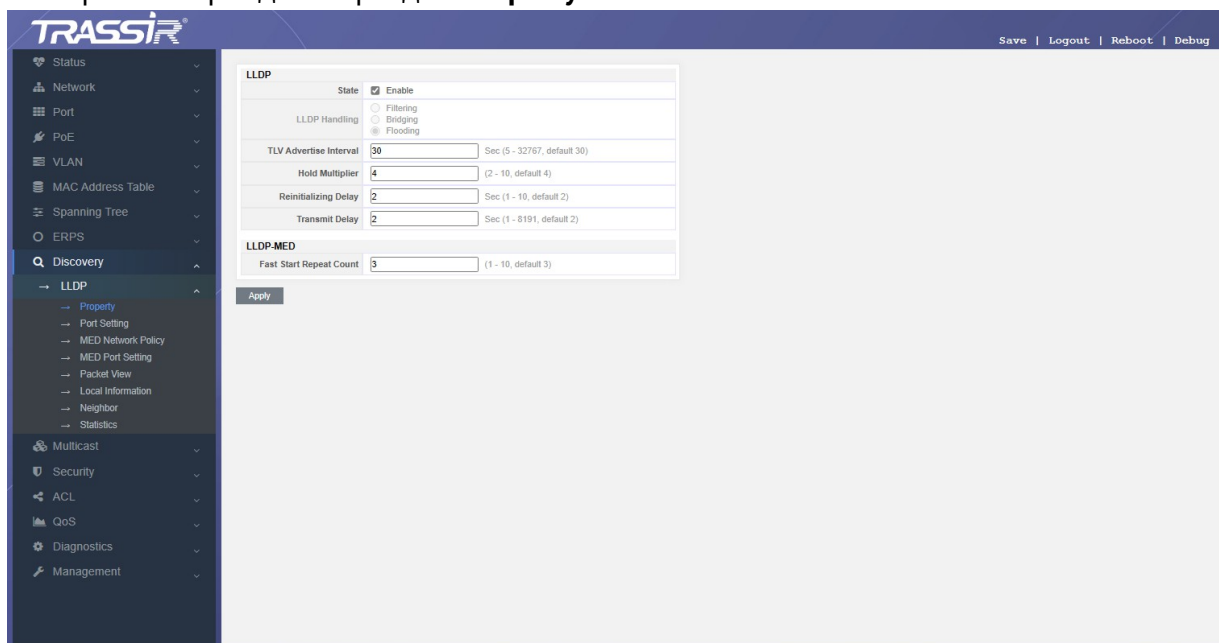 TRASSIR®
Save | Logout | Reboot | Debug
Status
Network
Port
PoE
VLAN
MAC Address Table
Spanning Tree
ERPS
Discovery
→ LLDP
→ Property
→ Port Setting
→ MED Network Policy
→ MED Port Setting
→ Packet View
→ Local Information
→ Neighbor
→ Statistics
Multicast
Security
ACL
QoS
Diagnostics
Management
LLDP
State Enable
LLDP Handling Filtering
Bridging
Flooding
TLV Advertise Interval 30 Sec (5 - 32767, default 30)
Hold Multiplier 4 (2 - 10, default 4)
Reinitializing Delay 2 Sec (1 - 10, default 2)
Transmit Delay 2 Sec (1 - 8191, default 2)
LLDP-MED
Fast Start Repeat Count 3 (1 - 10, default 3)
Apply